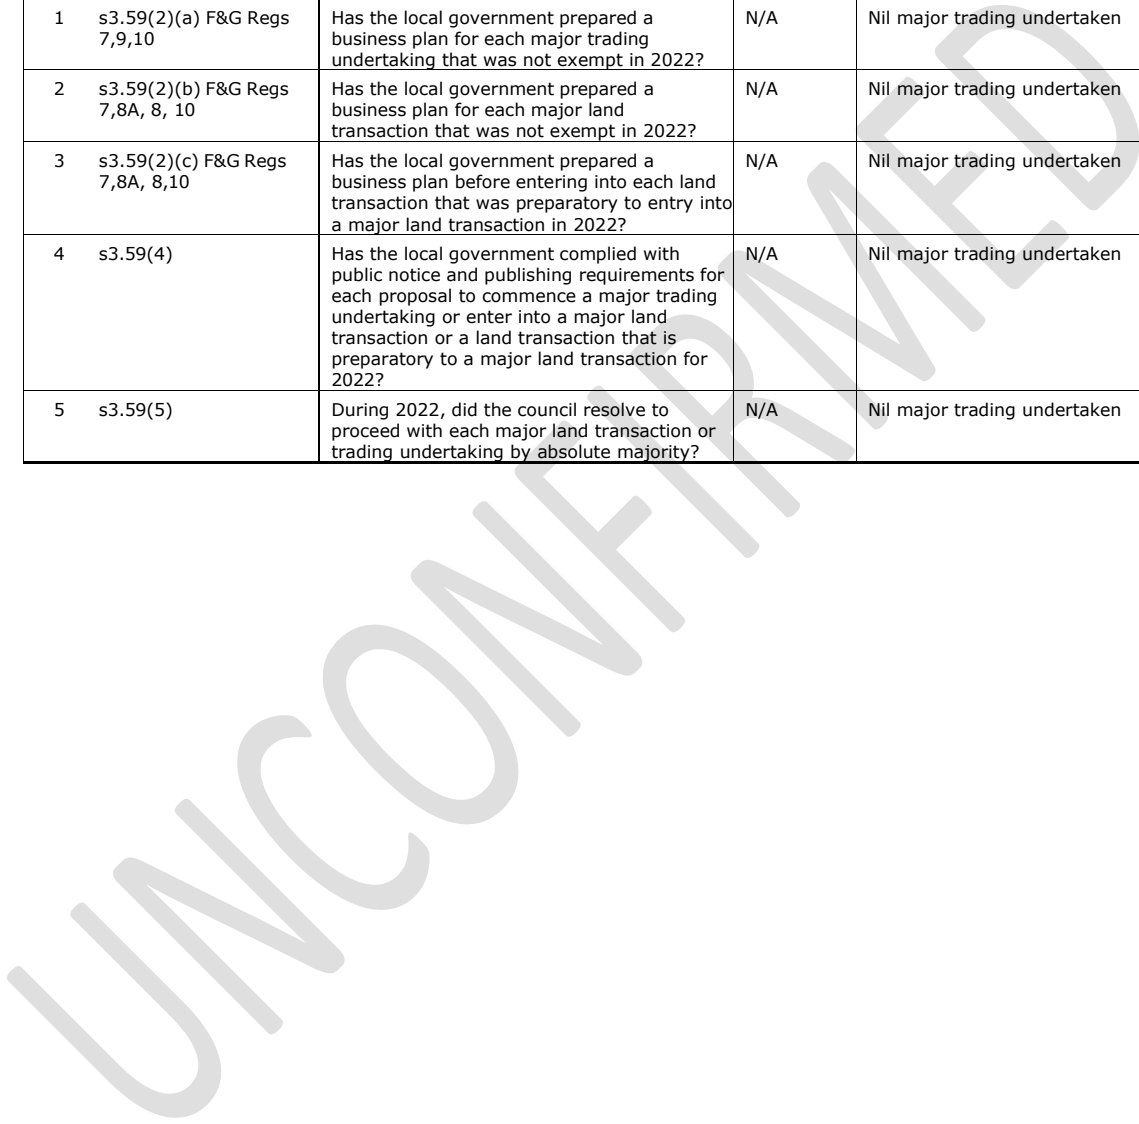 1 s3.59(2)(a) F&G Regs 7,9,10 Has the local government prepared a business plan for each major trading undertaking that was not exempt in 2022? N/A Nil major trading undertaken
2 s3.59(2)(b) F&G Regs 7,8A, 8, 10 Has the local government prepared a business plan for each major land transaction that was not exempt in 2022? N/A Nil major trading undertaken
3 s3.59(2)(c) F&G Regs 7,8A, 8,10 Has the local government prepared a business plan before entering into each land transaction that was preparatory to entry into a major land transaction in 2022? N/A Nil major trading undertaken
4 s3.59(4) Has the local government complied with public notice and publishing requirements for each proposal to commence a major trading undertaking or enter into a major land transaction or a land transaction that is preparatory to a major land transaction for 2022? N/A Nil major trading undertaken
5 s3.59(5) During 2022, did the council resolve to proceed with each major land transaction or trading undertaking by absolute majority? N/A Nil major trading undertaken
UNCONFIRMED